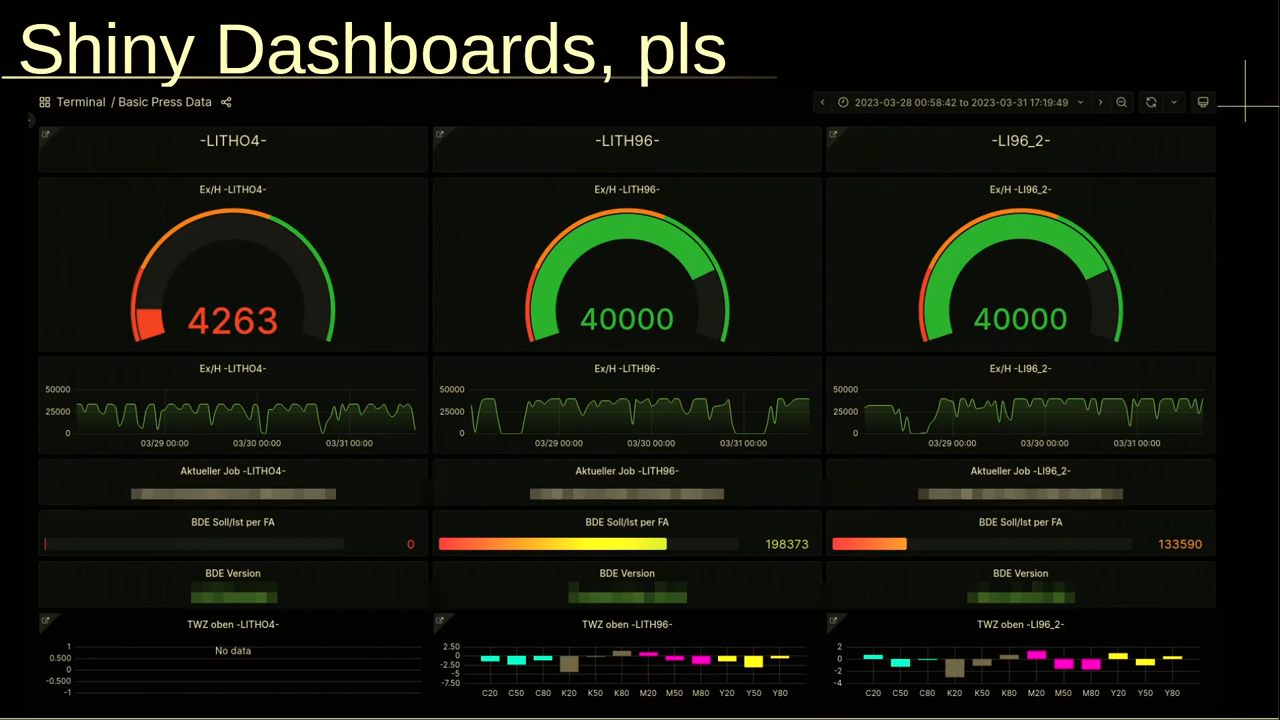 Shiny Dashboards, pls
Terminal / Basic Press Data
2023-03-28 00:58:42 to 2023-03-31 17:19:49
-LITHO4- -LITH96- -LI96_2-
Ex/H -LITHO4- Ex/H -LITH96- Ex/H -LI96_2-
4263 40000 40000
Ex/H -LITHO4- Ex/H -LITH96- Ex/H -LI96_2-
50000 50000 50000
25000 25000 25000
0 0 0
03/29 00:00 03/30 00:00 03/31 00:00 03/29 00:00 03/30 00:00 03/31 00:00 03/29 00:00 03/30 00:00 03/31 00:00
Aktueller Job -LITHO4- Aktueller Job -LITH96- Aktueller Job -LI96_2-
BDE Soll/Ist per FA BDE Soll/Ist per FA BDE Soll/Ist per FA
0 198373 133590
BDE Version BDE Version BDE Version
TWZ oben -LITHO4- TWZ oben -LITH96- TWZ oben -LI96_2-
1 2.50 2
0.500 0 0
0 -2.50 -2
-0.500 -5 -4
-1 -7.50
No data
C20 C50 C80 K20 K50 K80 M20 M50 M80 Y20 Y50 Y80 C20 C50 C80 K20 K50 K80 M20 M50 M80 Y20 Y50 Y80